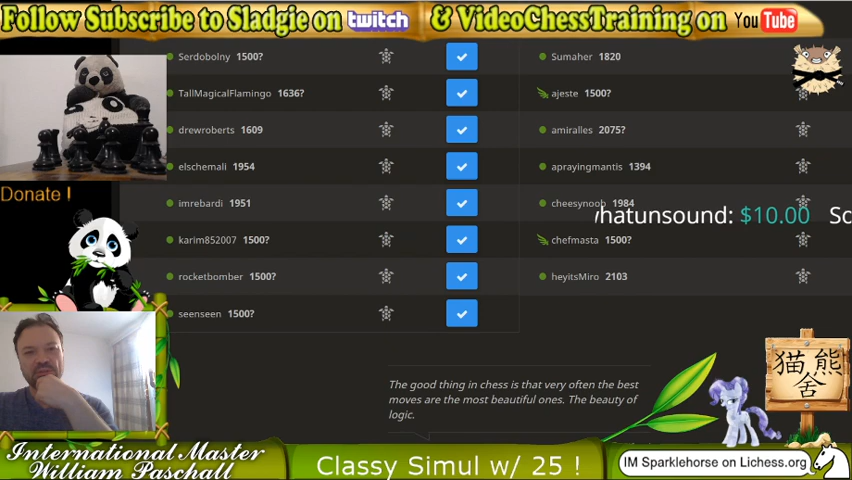 Follow Subscribe to Sladgie on twitch & VideoChessTraining on YouTube
Serdobolny 1500?
Sumaher 1820
TallMagicalFlamingo 1636?
ajeste 1500?
drewroberts 1609
amiralles 2075?
elschemali 1954
aprayingmantis 1394
Donate !
imrebardi 1951
cheesynoob 1984
hatunsound: $10.00 Sc
karim852007 1500?
chefmasta 1500?
rocketbomber 1500?
heyitsMiro 2103
seenseen 1500?
猫熊
舍
The good thing in chess is that very often the best
moves are the most beautiful ones. The beauty of
logic.
International Master
William Paschall
Classy Simul w/ 25 !
IM Sparklehorse on Lichess.org